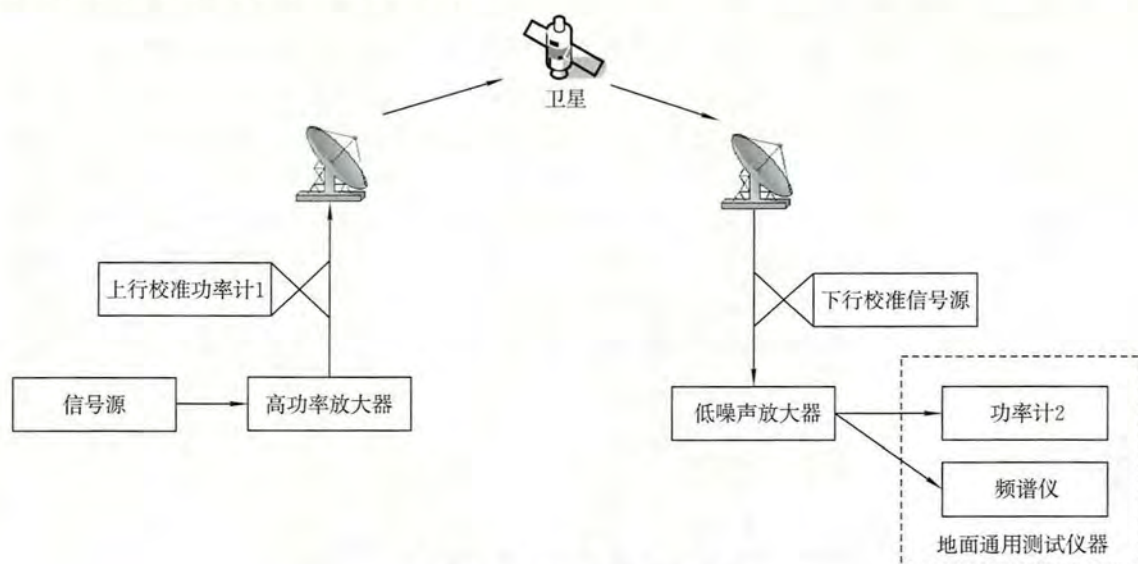 卫星
上行校准功率计1
下行校准信号源
信号源
高功率放大器
低噪声放大器
功率计2
频谱仪
地面通用测试仪器